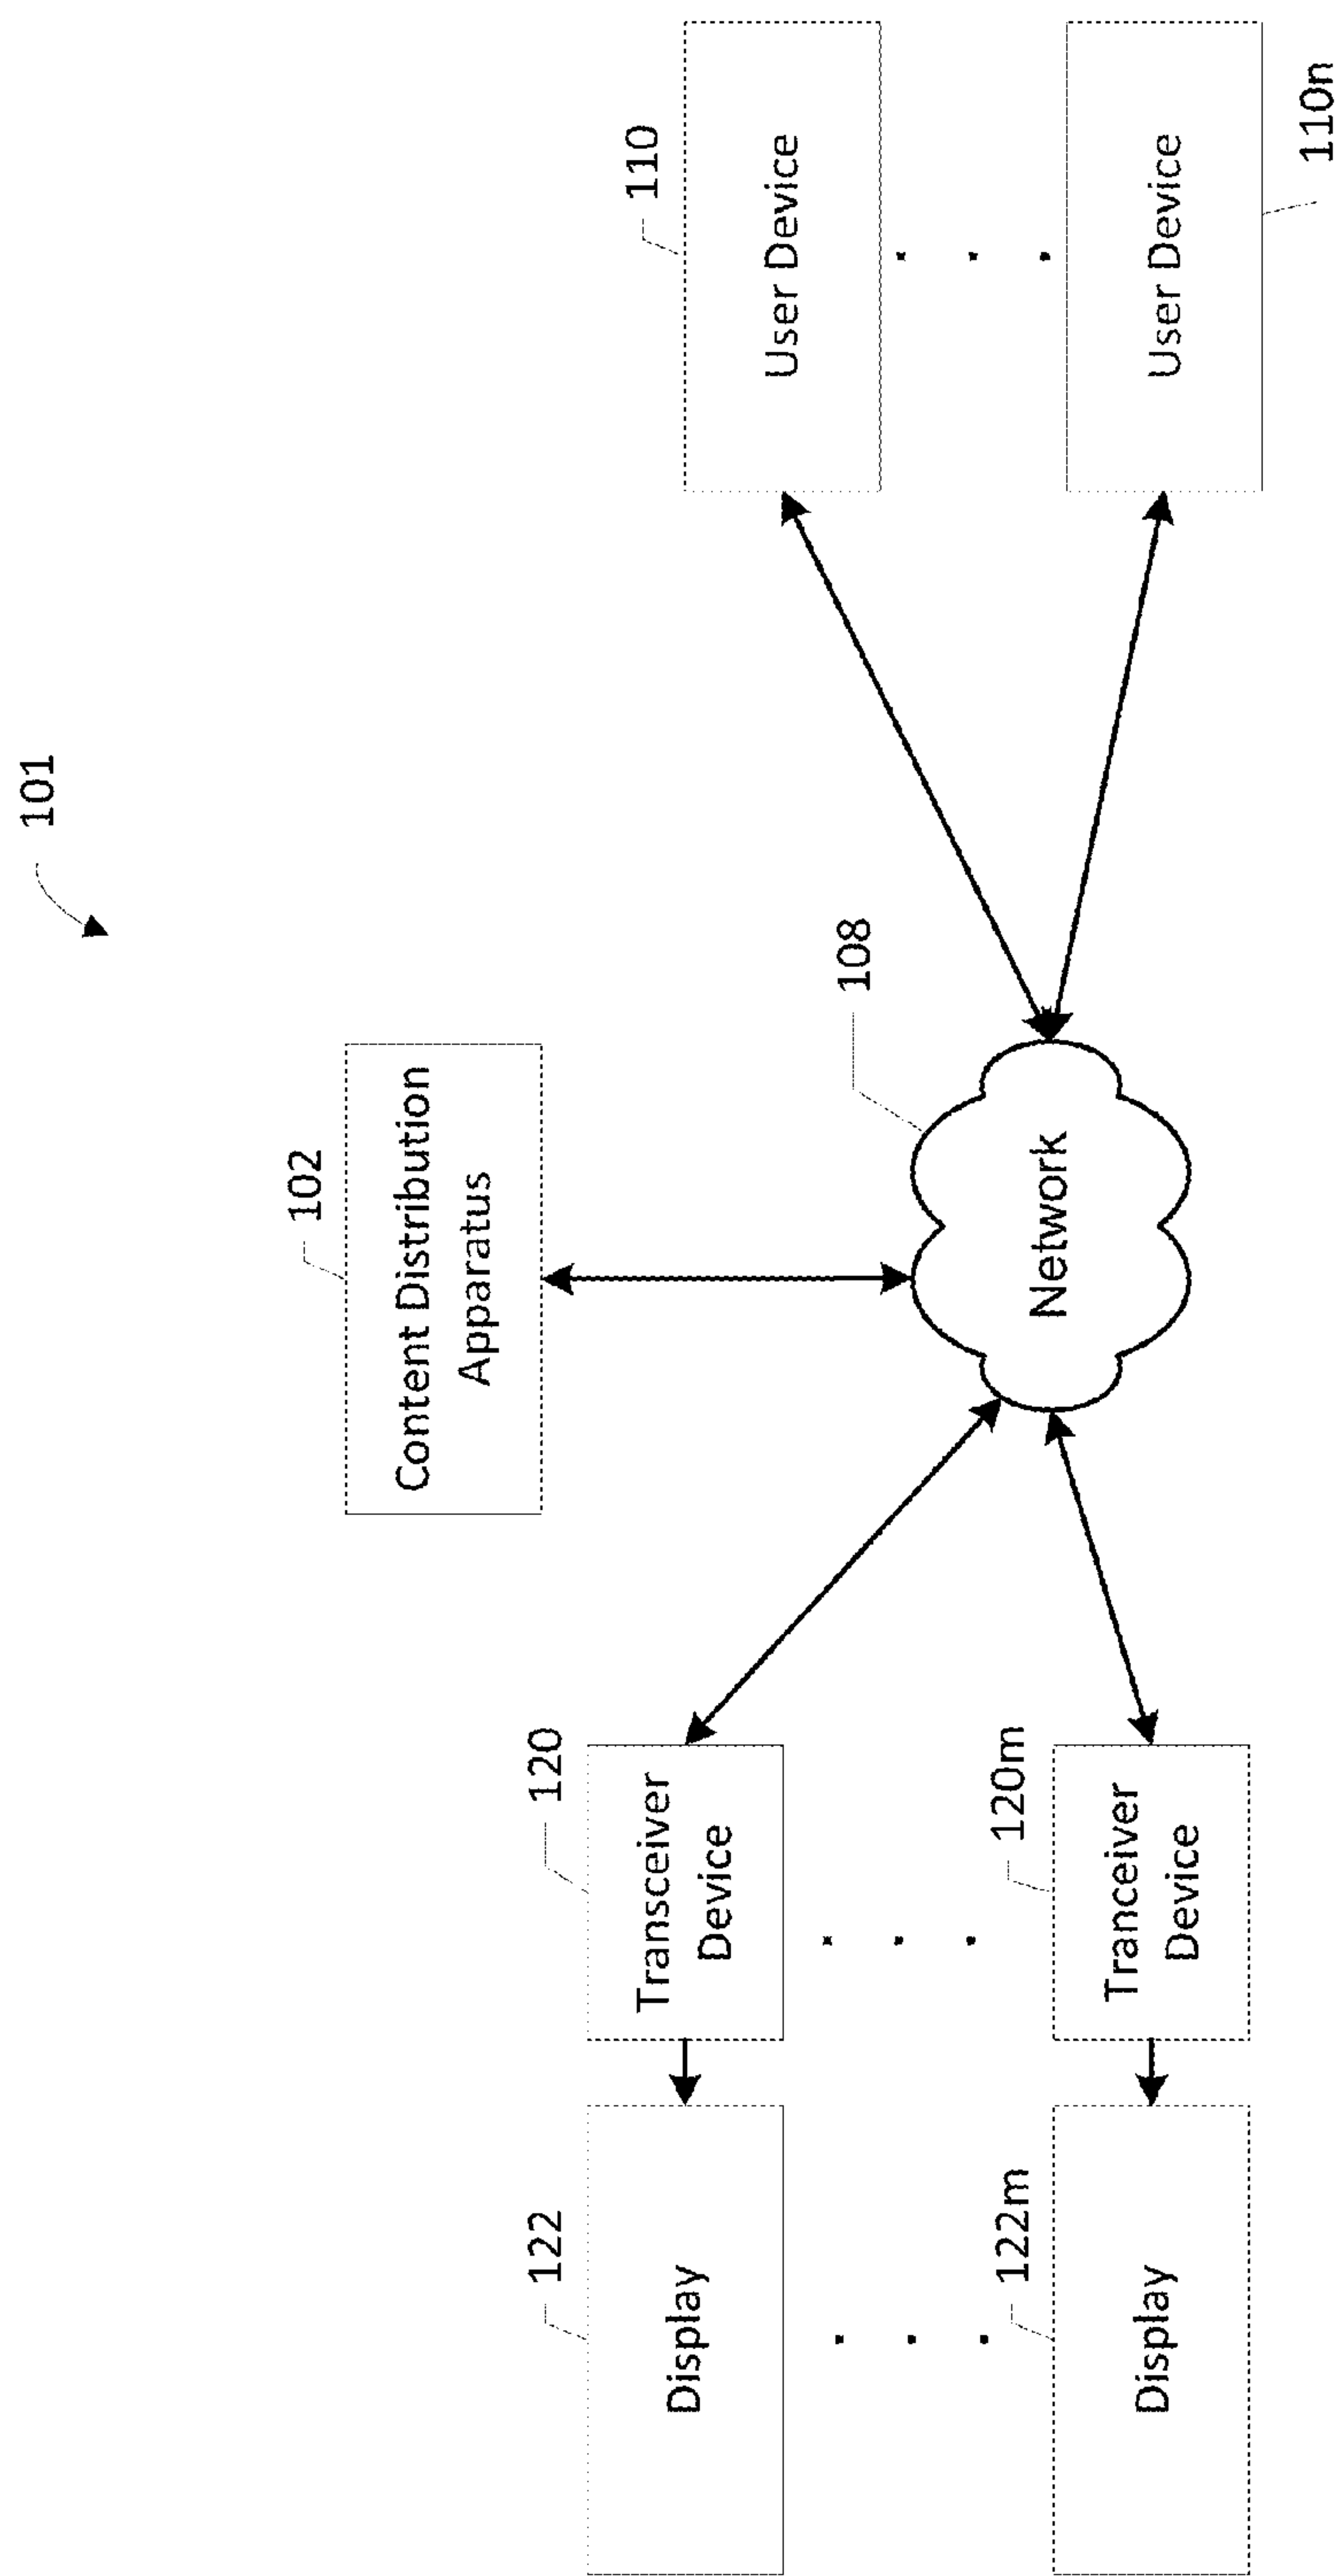 101
102
Content Distribution
Apparatus
110
User Device
120
Transceiver
Device
122
Display
108
Network
120m
Tranceiver
Device
122m
Display
User Device
110n